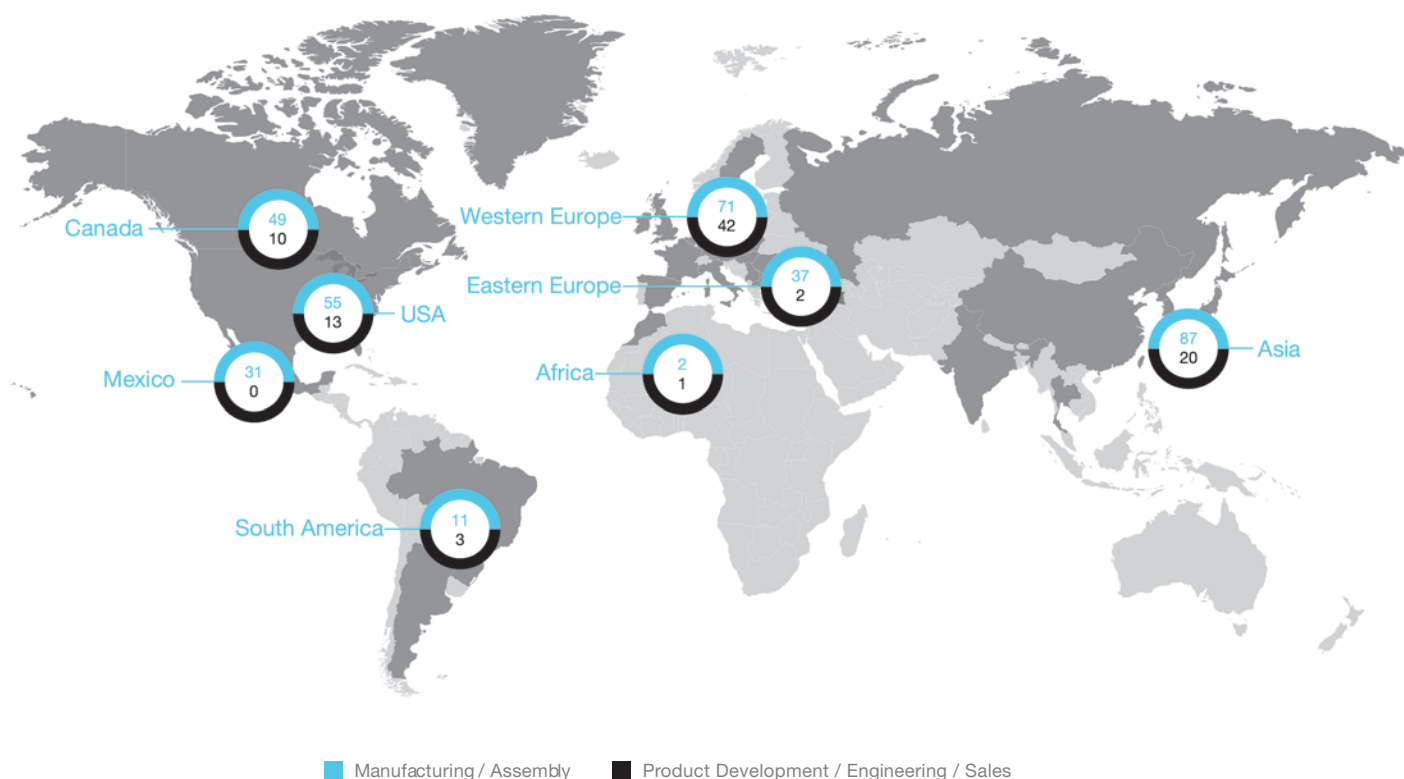 Canada
49
10
Western Europe
71
42
Eastern Europe
37
2
55
13
USA
87
20
Asia
Mexico
31
0
Africa
2
1
South America
11
3
Manufacturing / Assembly
Product Development / Engineering / Sales